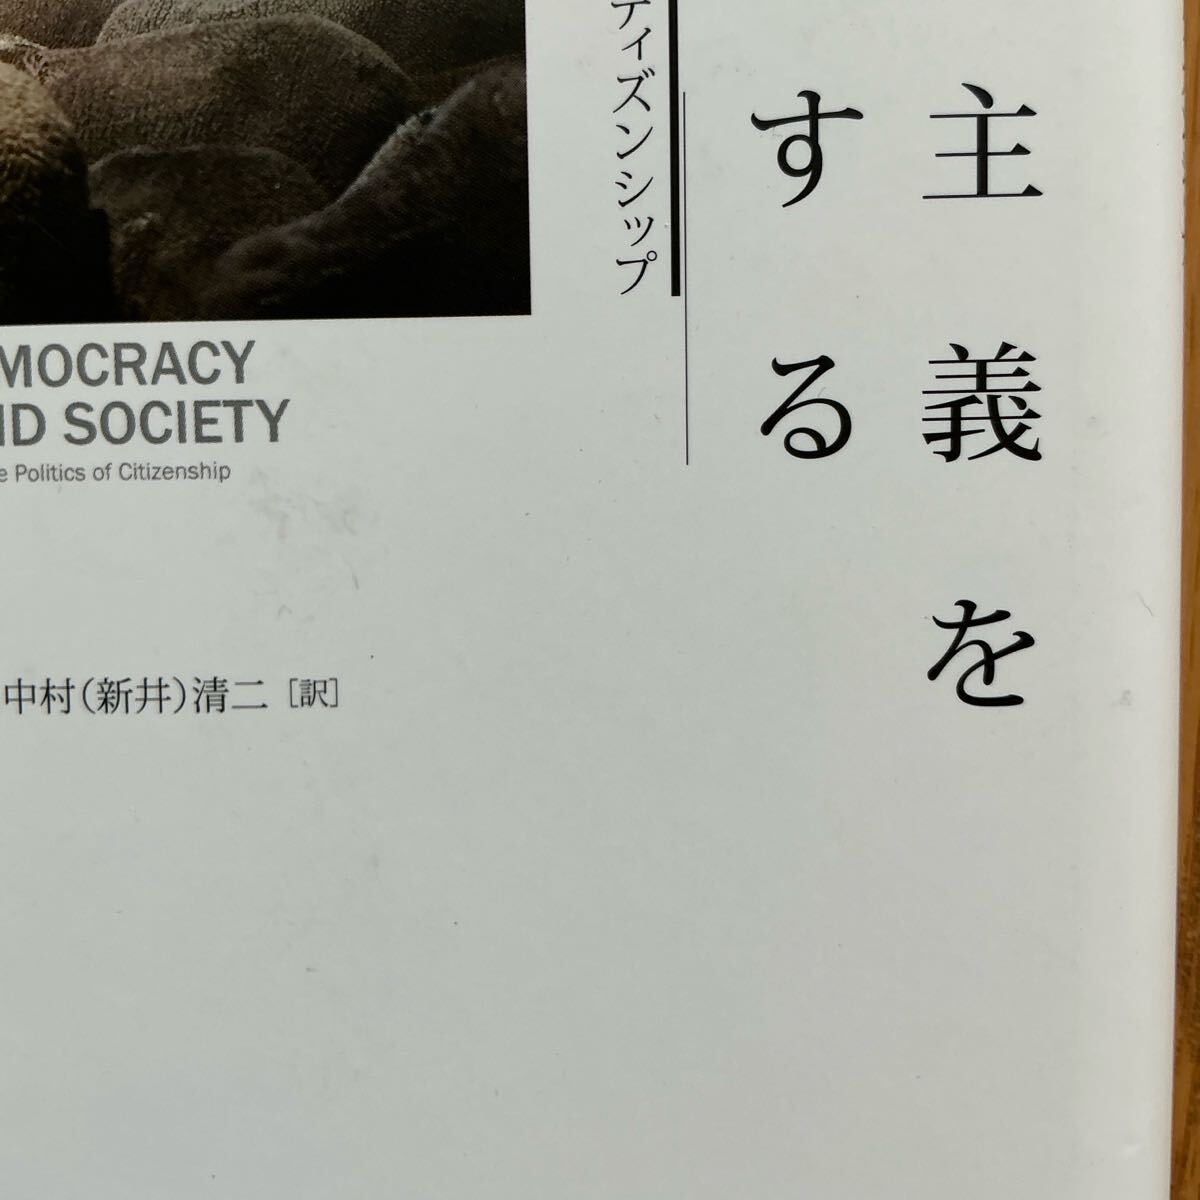 主義を
する
ティズンシップ
MOCRACY
ND SOCIETY
e Politics of Citizenship
中村（新井）清二［訳］